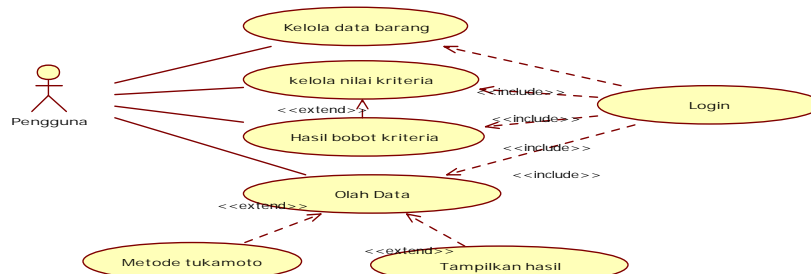 Kelola data barang
kelola nilai kriteria
<<include>>
Login
<<extend>>
Pengguna
<<include>>
Hasil bobot kriteria
<<include>>
<<include>>
Olah Data
<<extend>>
<<extend>>
Metode tukamoto
Tampilkan hasil